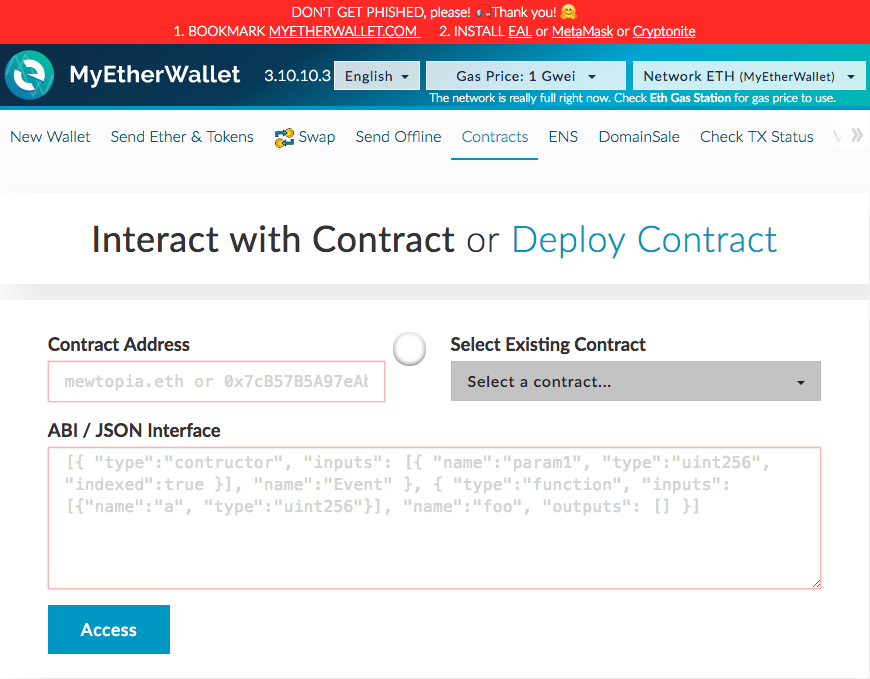 DON'T GET PHISHED, please! Thank you!
1. BOOKMARK MYETHERWALLET.COM 2. INSTALL EAL or MetaMask or Cryptonite
MyEtherWallet 3.10.10.3 English Gas Price: 1 Gwei Network ETH (MyEtherWallet)
The network is really full right now. Check Eth Gas Station for gas price to use.
New Wallet Send Ether & Tokens Swap Send Offline Contracts ENS DomainSale Check TX Status
Interact with Contract or Deploy Contract
Contract Address
mewtopia.eth or 0x7cB57B5A97eAb
Select Existing Contract
Select a contract...
ABI / JSON Interface
[{ "type":"contructor", "inputs": [{ "name":"param1", "type":"uint256",
"indexed":true }], "name":"Event" }, { "type":"function", "inputs":
[{"name":"a", "type":"uint256"}], "name":"foo", "outputs": [] }]
Access